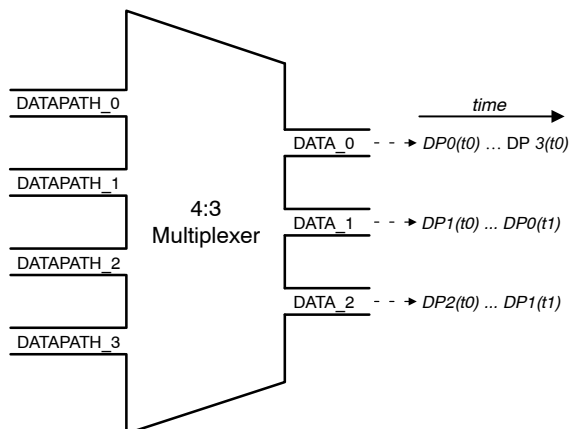 DATAPATH_0
time
DATA_0 DP0(t0) … DP 3(t0)
DATAPATH_1
4:3
Multiplexer
DATA_1 DP1(t0) ... DP0(t1)
DATAPATH_2
DATA_2 DP2(t0) ... DP1(t1)
DATAPATH_3